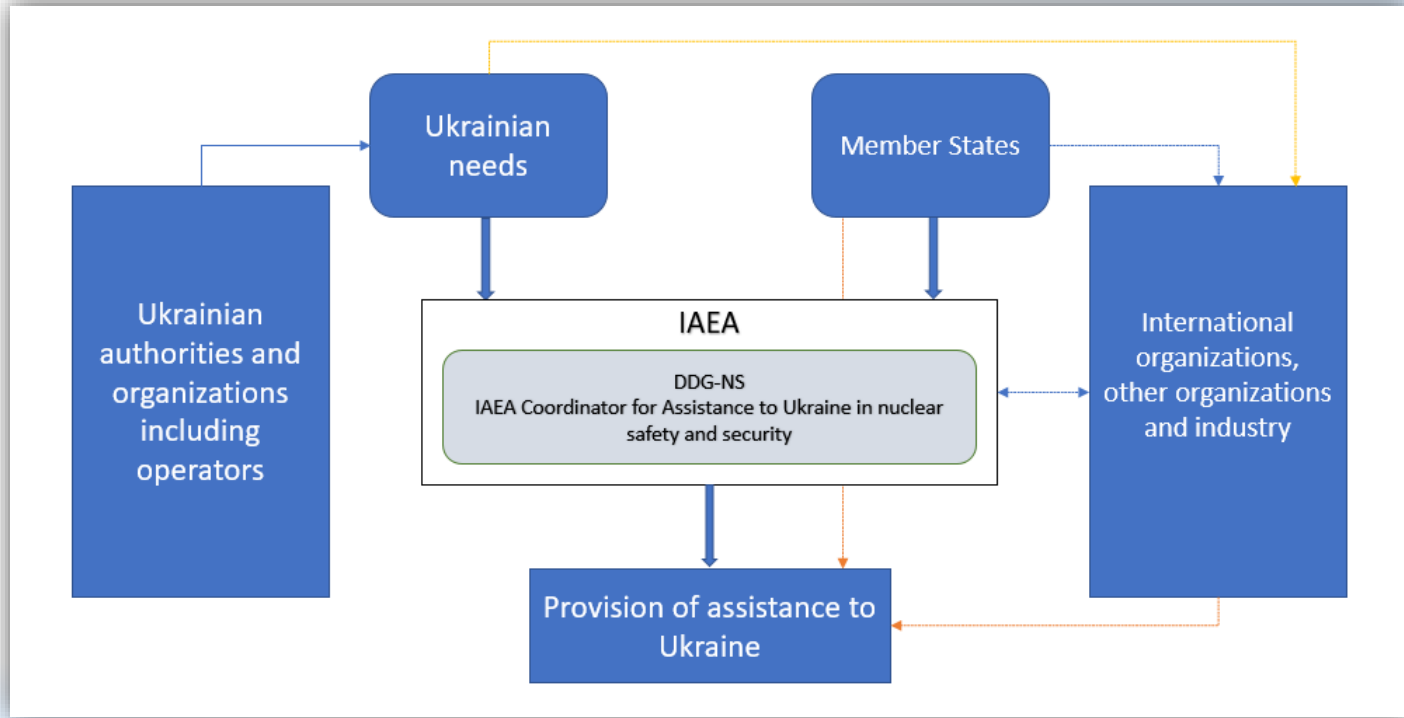 Ukrainian
needs
Member States
Ukrainian
authorities and
organizations
including
operators
IAEA
DDG-NS
IAEA Coordinator for Assistance to Ukraine in nuclear
safety and security
International
organizations,
other organizations
and industry
Provision of assistance to
Ukraine